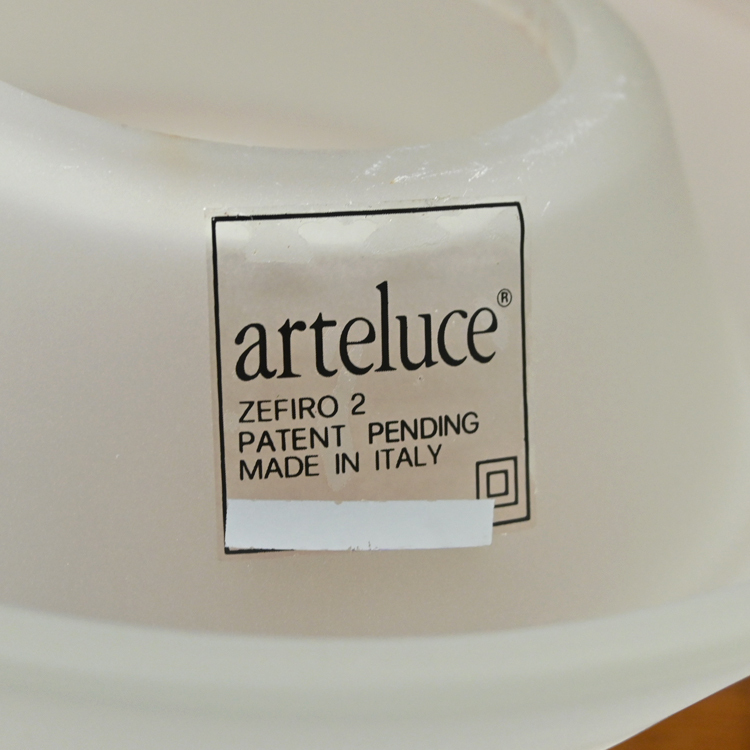 arteluce®
ZEFIRO 2
PATENT PENDING
MADE IN ITALY